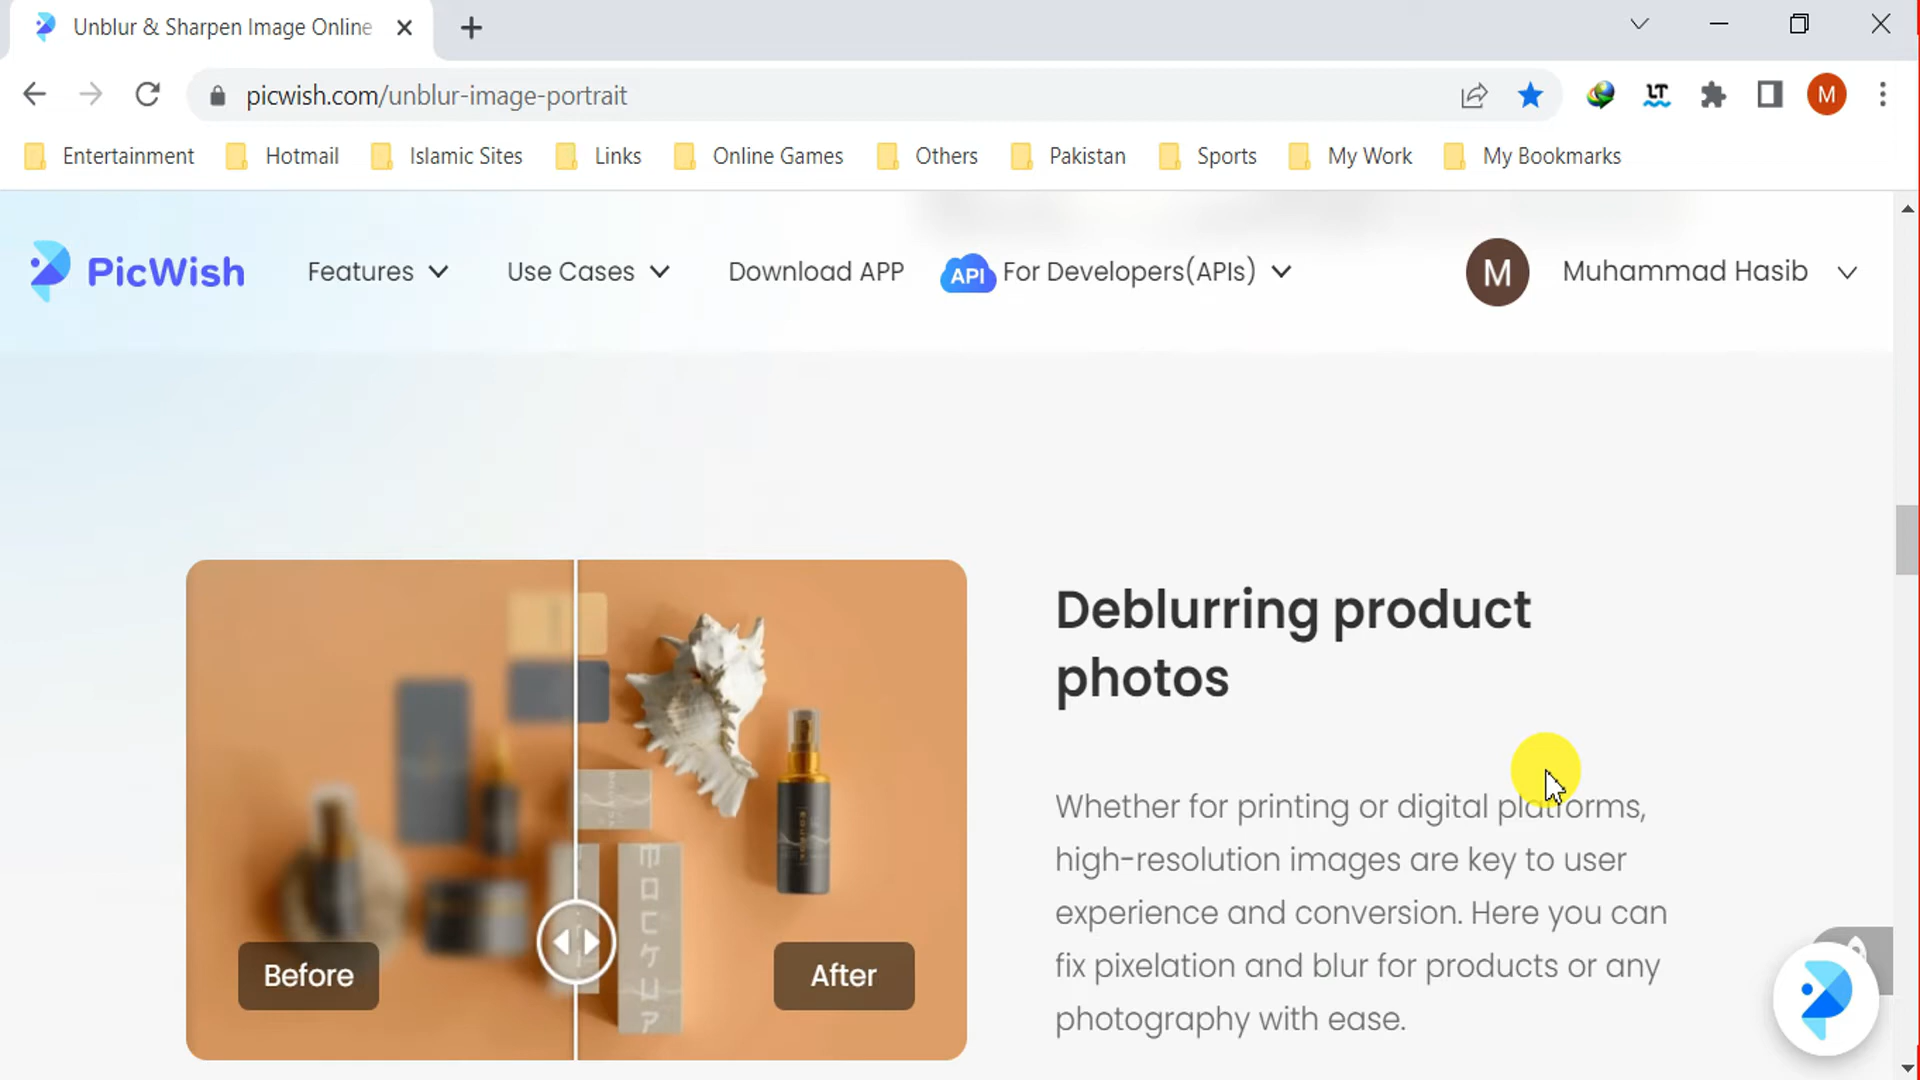 Unblur & Sharpen Image Online
picwish.com/unblur-image-portrait
LT
M
Entertainment Hotmail Islamic Sites Links Online Games Others Pakistan Sports My Work My Bookmarks
PicWish Features Use Cases Download APP API For Developers(APIs) M Muhammad Hasib
Deblurring product
photos
Whether for printing or digital platforms,
high-resolution images are key to user
experience and conversion. Here you can
fix pixelation and blur for products or any
photography with ease.
Before
After